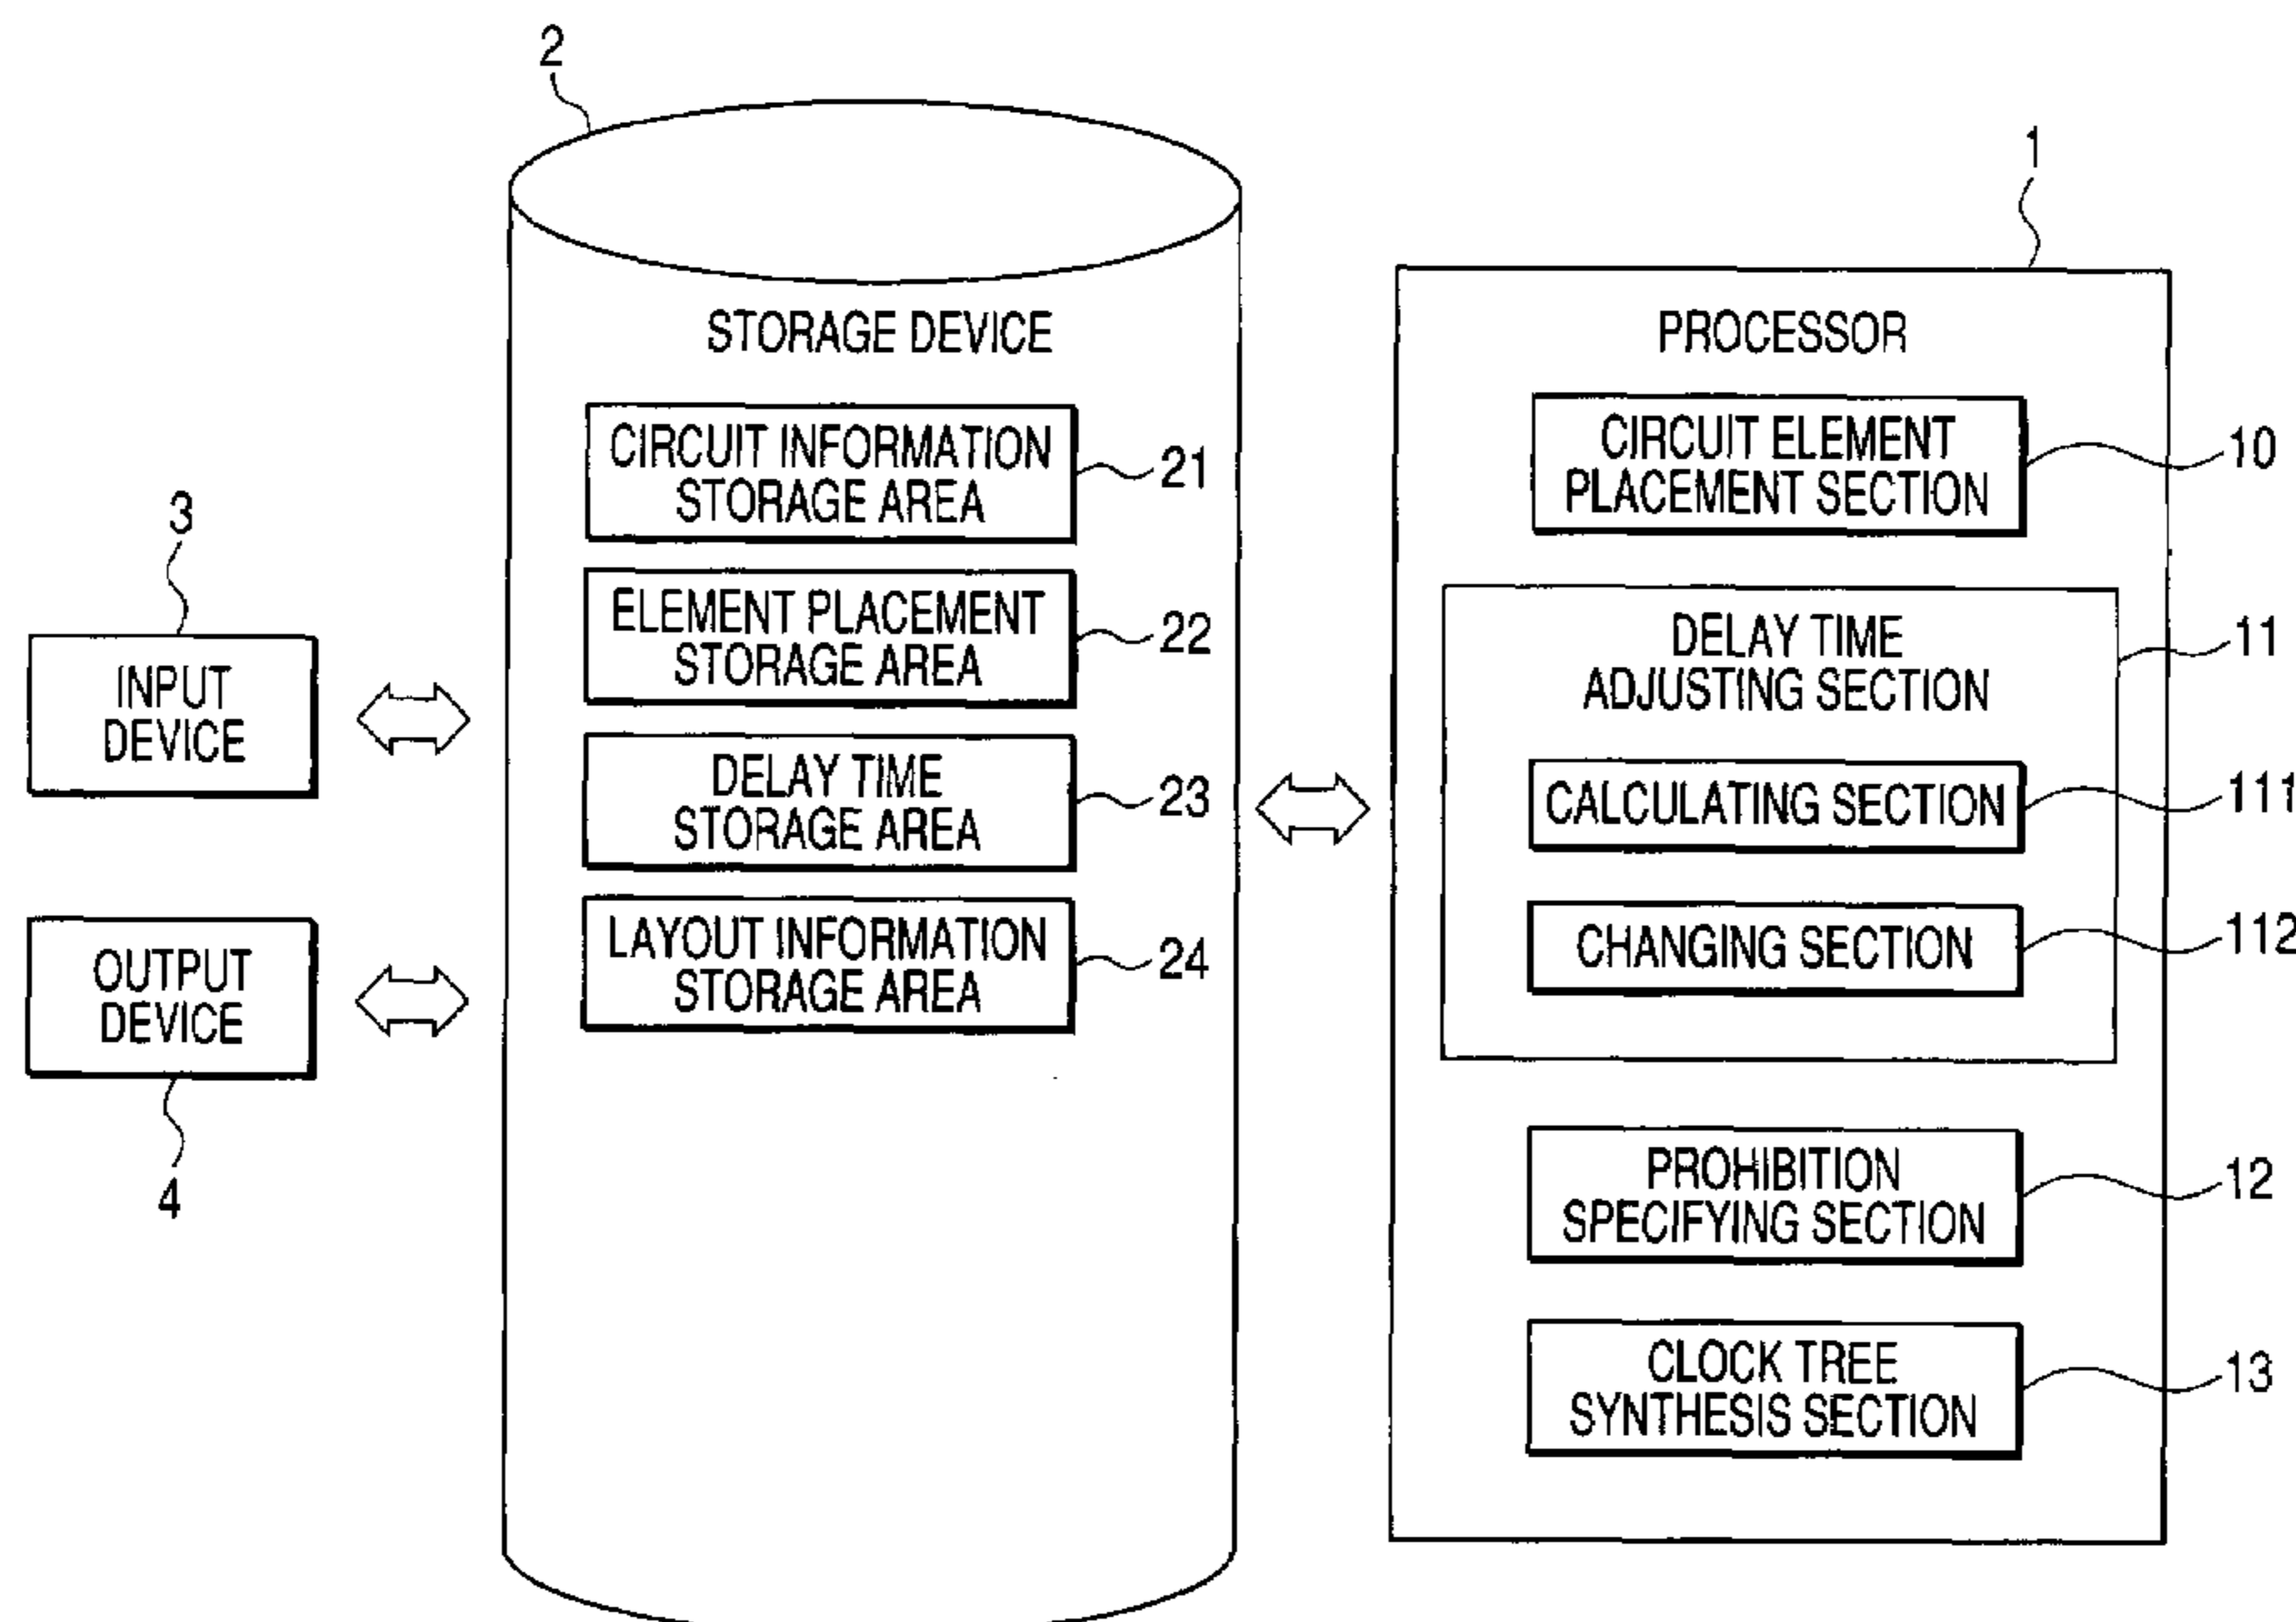 2
1
STORAGE DEVICE
CIRCUIT INFORMATION
STORAGE AREA
21
ELEMENT PLACEMENT
STORAGE AREA
22
DELAY TIME
STORAGE AREA
23
LAYOUT INFORMATION
STORAGE AREA
24
3
INPUT
DEVICE
OUTPUT
DEVICE
4
PROCESSOR
CIRCUIT ELEMENT
PLACEMENT SECTION
10
DELAY TIME
ADJUSTING SECTION
11
CALCULATING SECTION
111
CHANGING SECTION
112
PROHIBITION
SPECIFYING SECTION
12
CLOCK TREE
SYNTHESIS SECTION
13